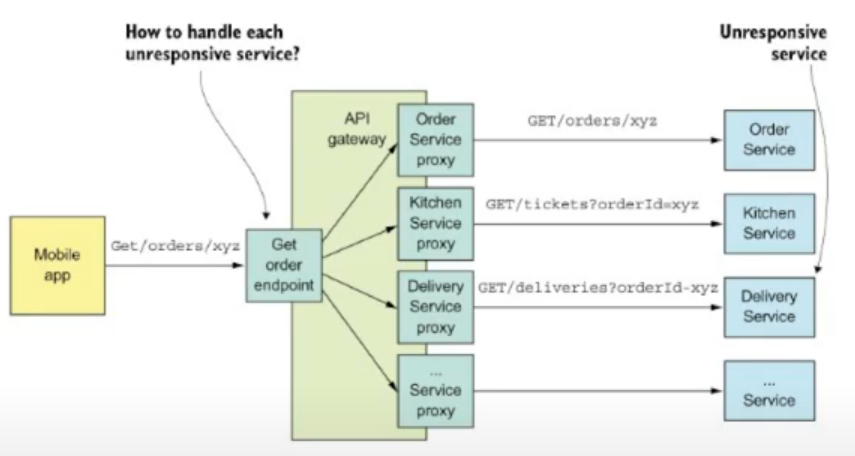 How to handle each
unresponsive service?
Unresponsive
service
API
gateway
Order
Service
proxy
GET/orders/xyz
Order
Service
Kitchen
Service
proxy
GET/tickets?orderId=xyz
Kitchen
Service
Mobile
app
Get/orders/xyz
Get
order
endpoint
Delivery
Service
proxy
GET/deliveries?orderId-xyz
Delivery
Service
...
Service
proxy
...
Service